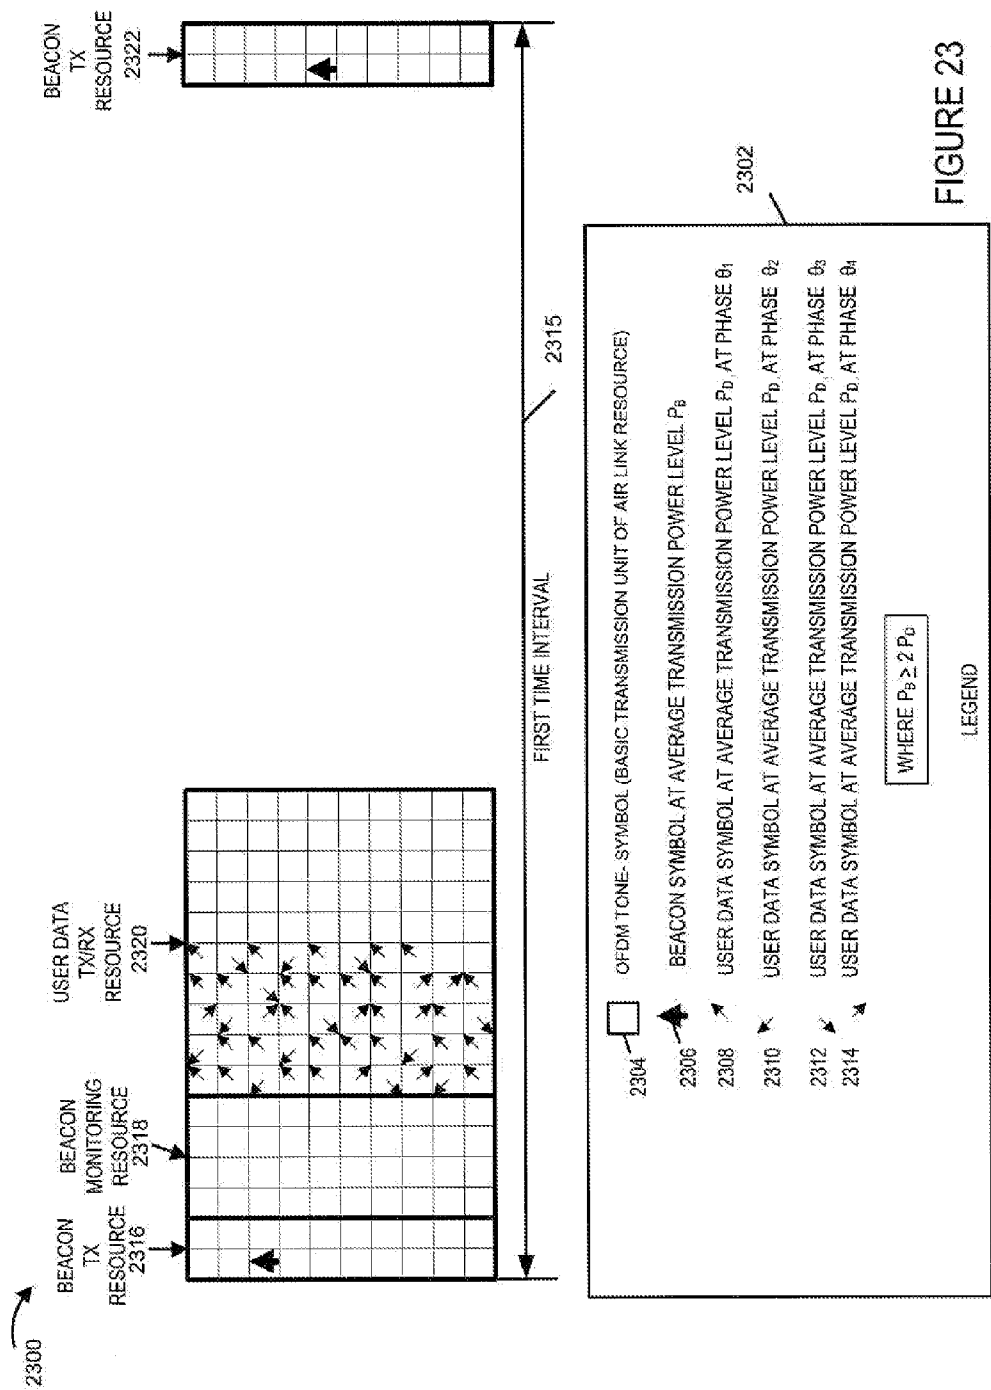 2300
BEACON
TX
RESOURCE
2316
BEACON
MONITORING
RESOURCE
2318
USER DATA
TX/RX
RESOURCE
2320
BEACON
TX
RESOURCE
2322
FIRST TIME INTERVAL
2315
2302
2304 OFDM TONE- SYMBOL (BASIC TRANSMISSION UNIT OF AIR LINK RESOURCE)
2306 BEACON SYMBOL AT AVERAGE TRANSMISSION POWER LEVEL PB
2308 USER DATA SYMBOL AT AVERAGE TRANSMISSION POWER LEVEL PD, AT PHASE θ1
2310 USER DATA SYMBOL AT AVERAGE TRANSMISSION POWER LEVEL PD, AT PHASE θ2
2312 USER DATA SYMBOL AT AVERAGE TRANSMISSION POWER LEVEL PD, AT PHASE θ3
2314 USER DATA SYMBOL AT AVERAGE TRANSMISSION POWER LEVEL PD, AT PHASE θ4
WHERE PB ≥ 2 PD
LEGEND
FIGURE 23